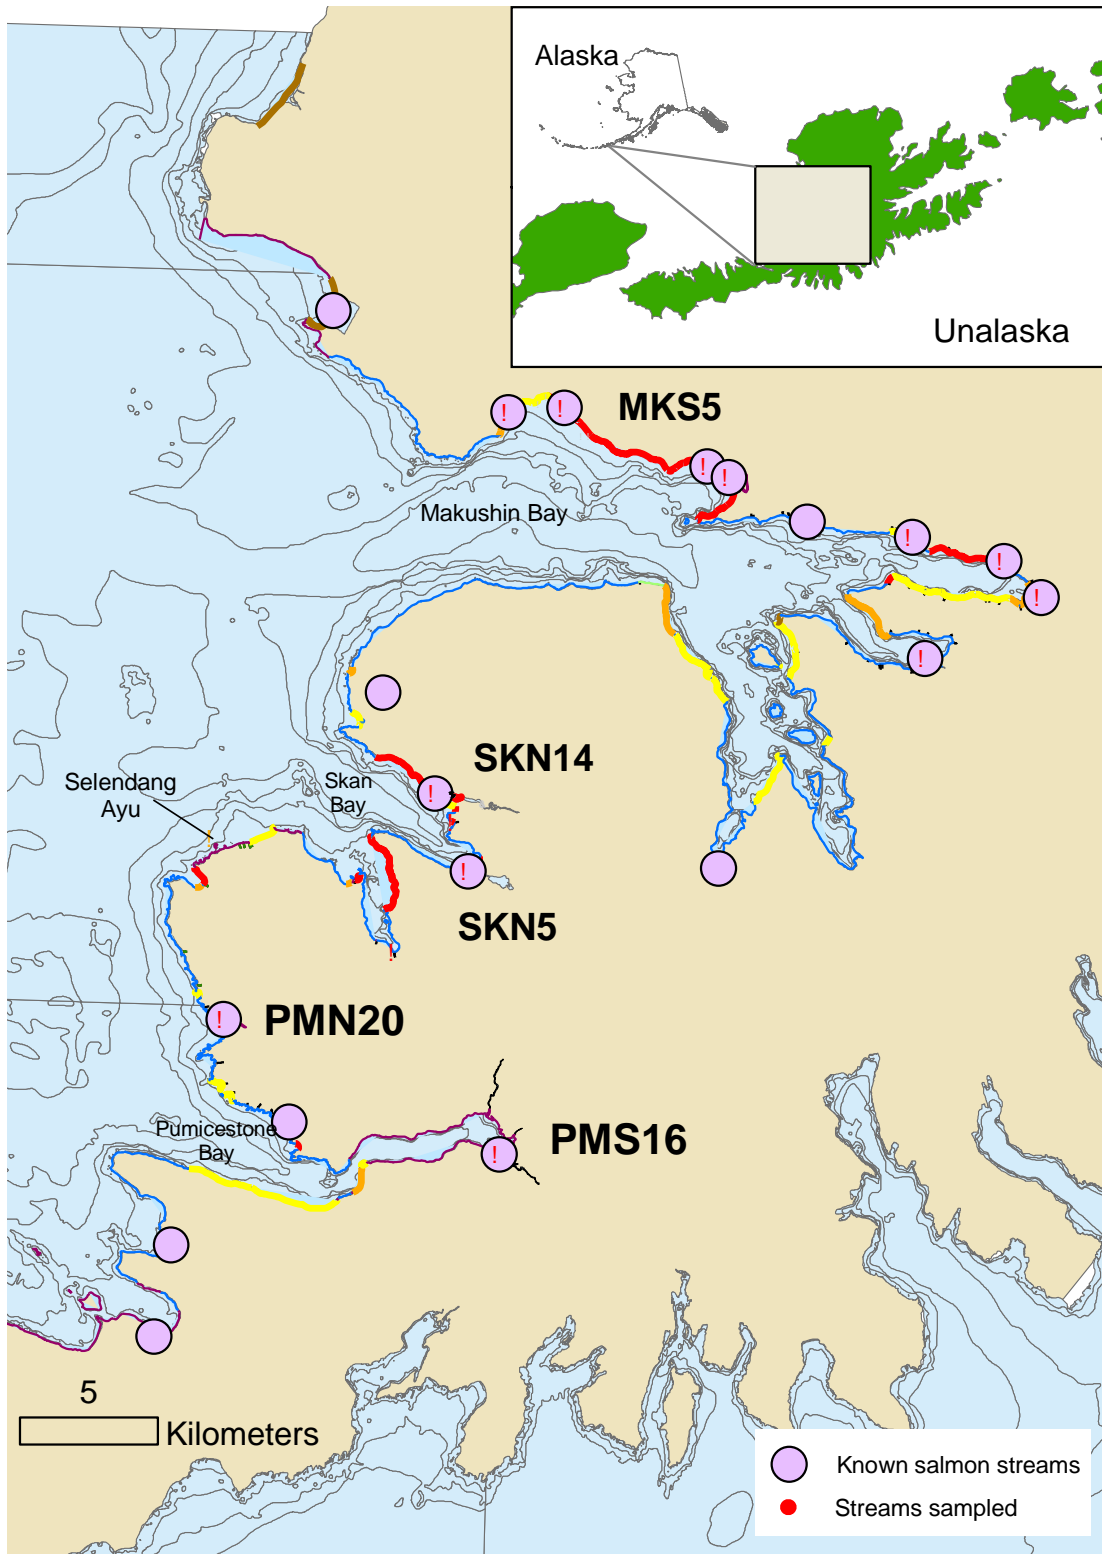 Alaska
Unalaska
!
!
MKS5
!
!
Makushin Bay
!
!
!
!
SKN14
Selendang
Ayu
Skan
Bay
!
!
SKN5
!
PMN20
Pumicestone
Bay
!
PMS16
5
Kilometers
Known salmon streams
Streams sampled